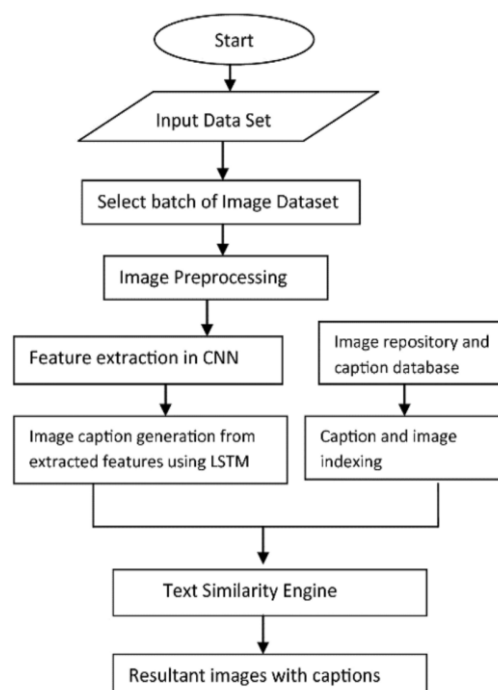 Start
Input Data Set
Select batch of Image Dataset
Image Preprocessing
Feature extraction in CNN
Image repository and
caption database
Image caption generation from
extracted features using LSTM
Caption and image
indexing
Text Similarity Engine
Resultant images with captions